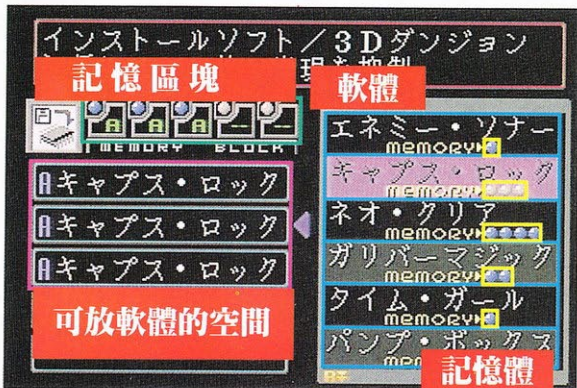 インストールソフト／3Dダンジョン
記憶區塊
軟體
A A A -- --
MEMORY BLOCK
エネミー・ソナー
memory
Aキャプス・ロック
キャプス・ロック
memory
Aキャプス・ロック
ネオ・クリア
memory
Aキャプス・ロック
ガリバーマジック
memory
可放軟體的空間
タイム・ガール
memory
パンプ・ボックス
記憶體